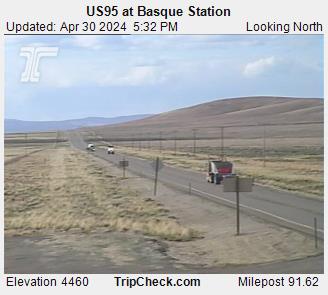 US95 at Basque Station
Updated: Apr 30 2024 5:32 PM Looking North
Elevation 4460 TripCheck.com Milepost 91.62